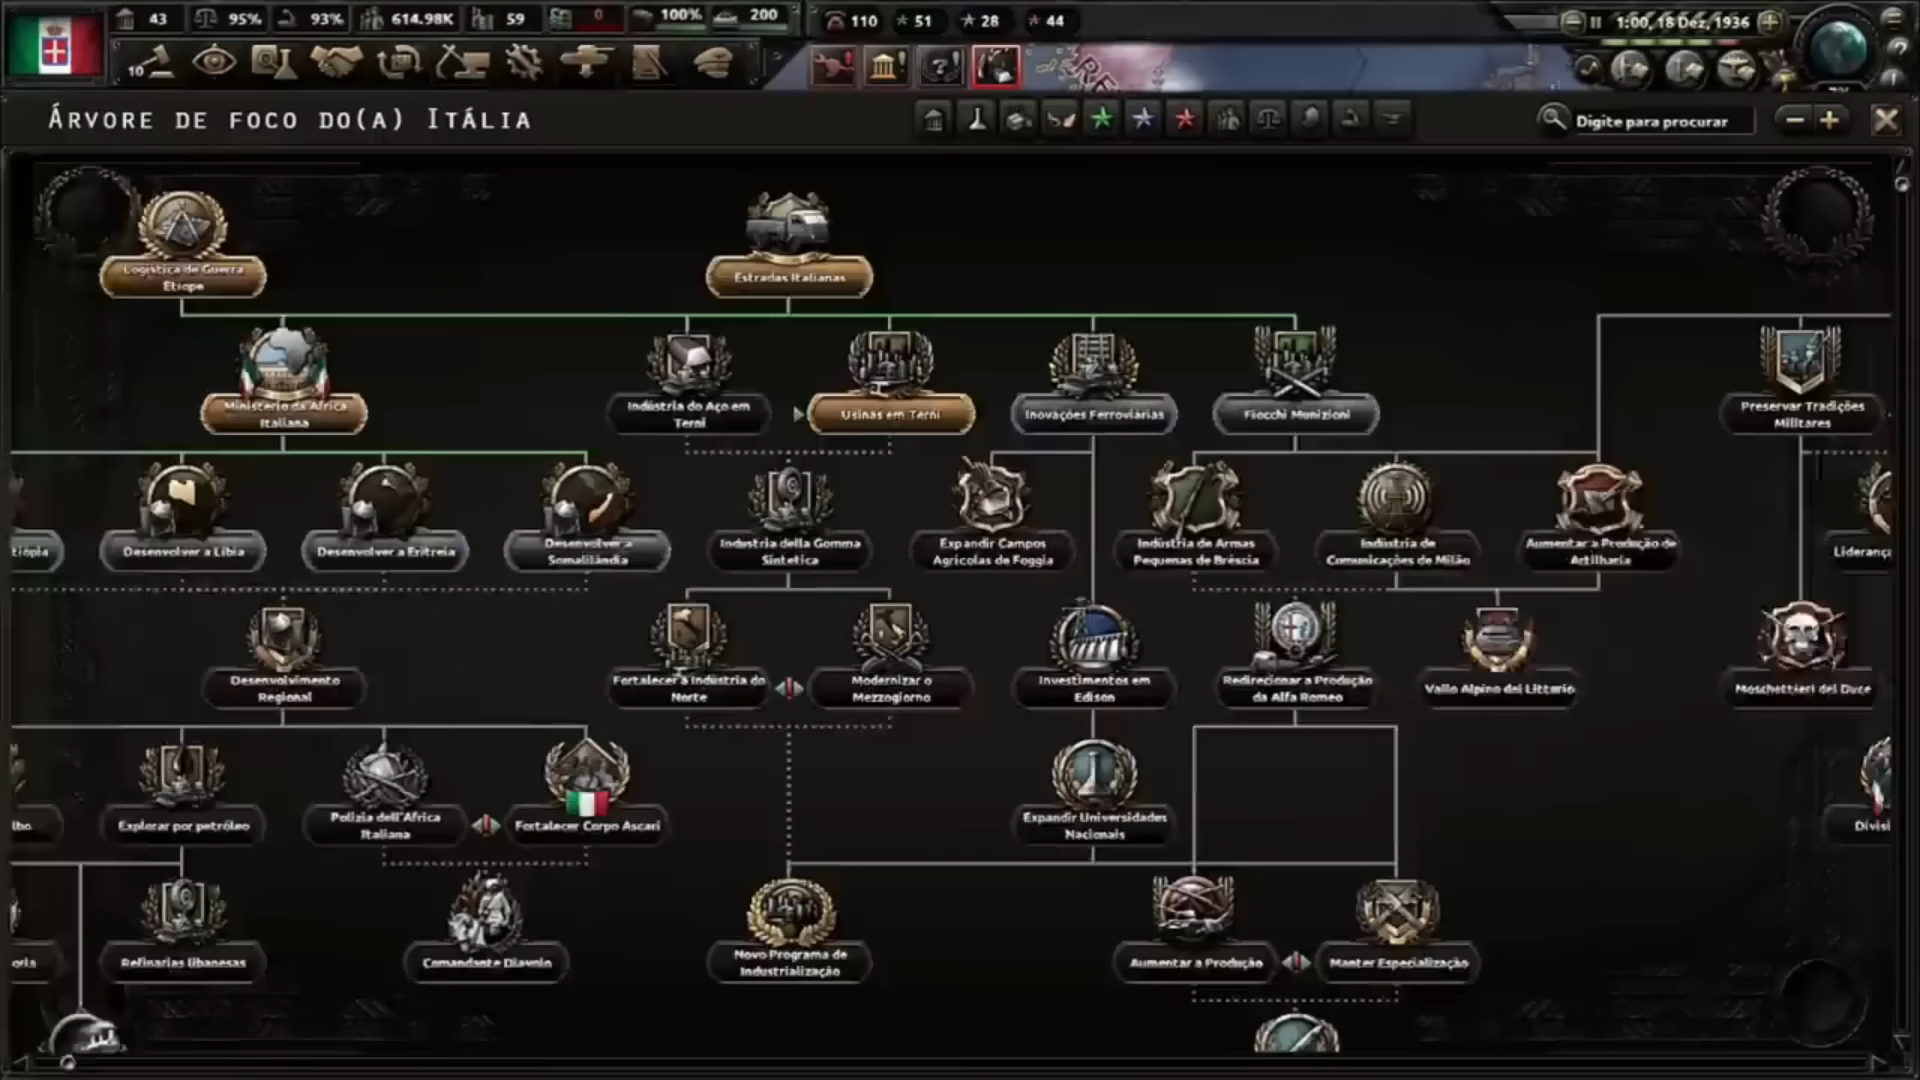 43 95% 93% 614.98K 59 0 100% 200 110 51 28 44 1:00, 18 Dez, 1936
10
ÁRVORE DE FOCO DO(A) ITÁLIA
Digite para procurar
Logística de Guerra
Etíope
Estradas Italianas
Ministério da África
Italiana
Indústria do Aço em
Terni
Usinas em Terni
Inovações Ferroviárias
Fiocchi Munizioni
Preservar Tradições
Militares
tiópia
Desenvolver a Líbia
Desenvolver a Eritreia
Desenvolver a
Somalilândia
Industria della Gomma
Sintetica
Expandir Campos
Agrícolas de Foggia
Indústria de Armas
Pequenas de Bréscia
Indústria de
Comunicações de Milão
Aumentar a Produção de
Artilharia
Lideranç
Desenvolvimento
Regional
Fortalecer a Indústria do
Norte
Modernizar o
Mezzogiorno
Investimentos em
Edison
Redirecionar a Produção
da Alfa Romeo
Vallo Alpino del Littorio
Moschettieri del Duce
lbo
Explorar por petróleo
Polizia dell'Africa
Italiana
Fortalecer Corpo Ascari
Expandir Universidades
Nacionais
Divisi
oria
Refinarias libanesas
Comandante Diavolo
Novo Programa de
Industrialização
Aumentar a Produção
Manter Especialização